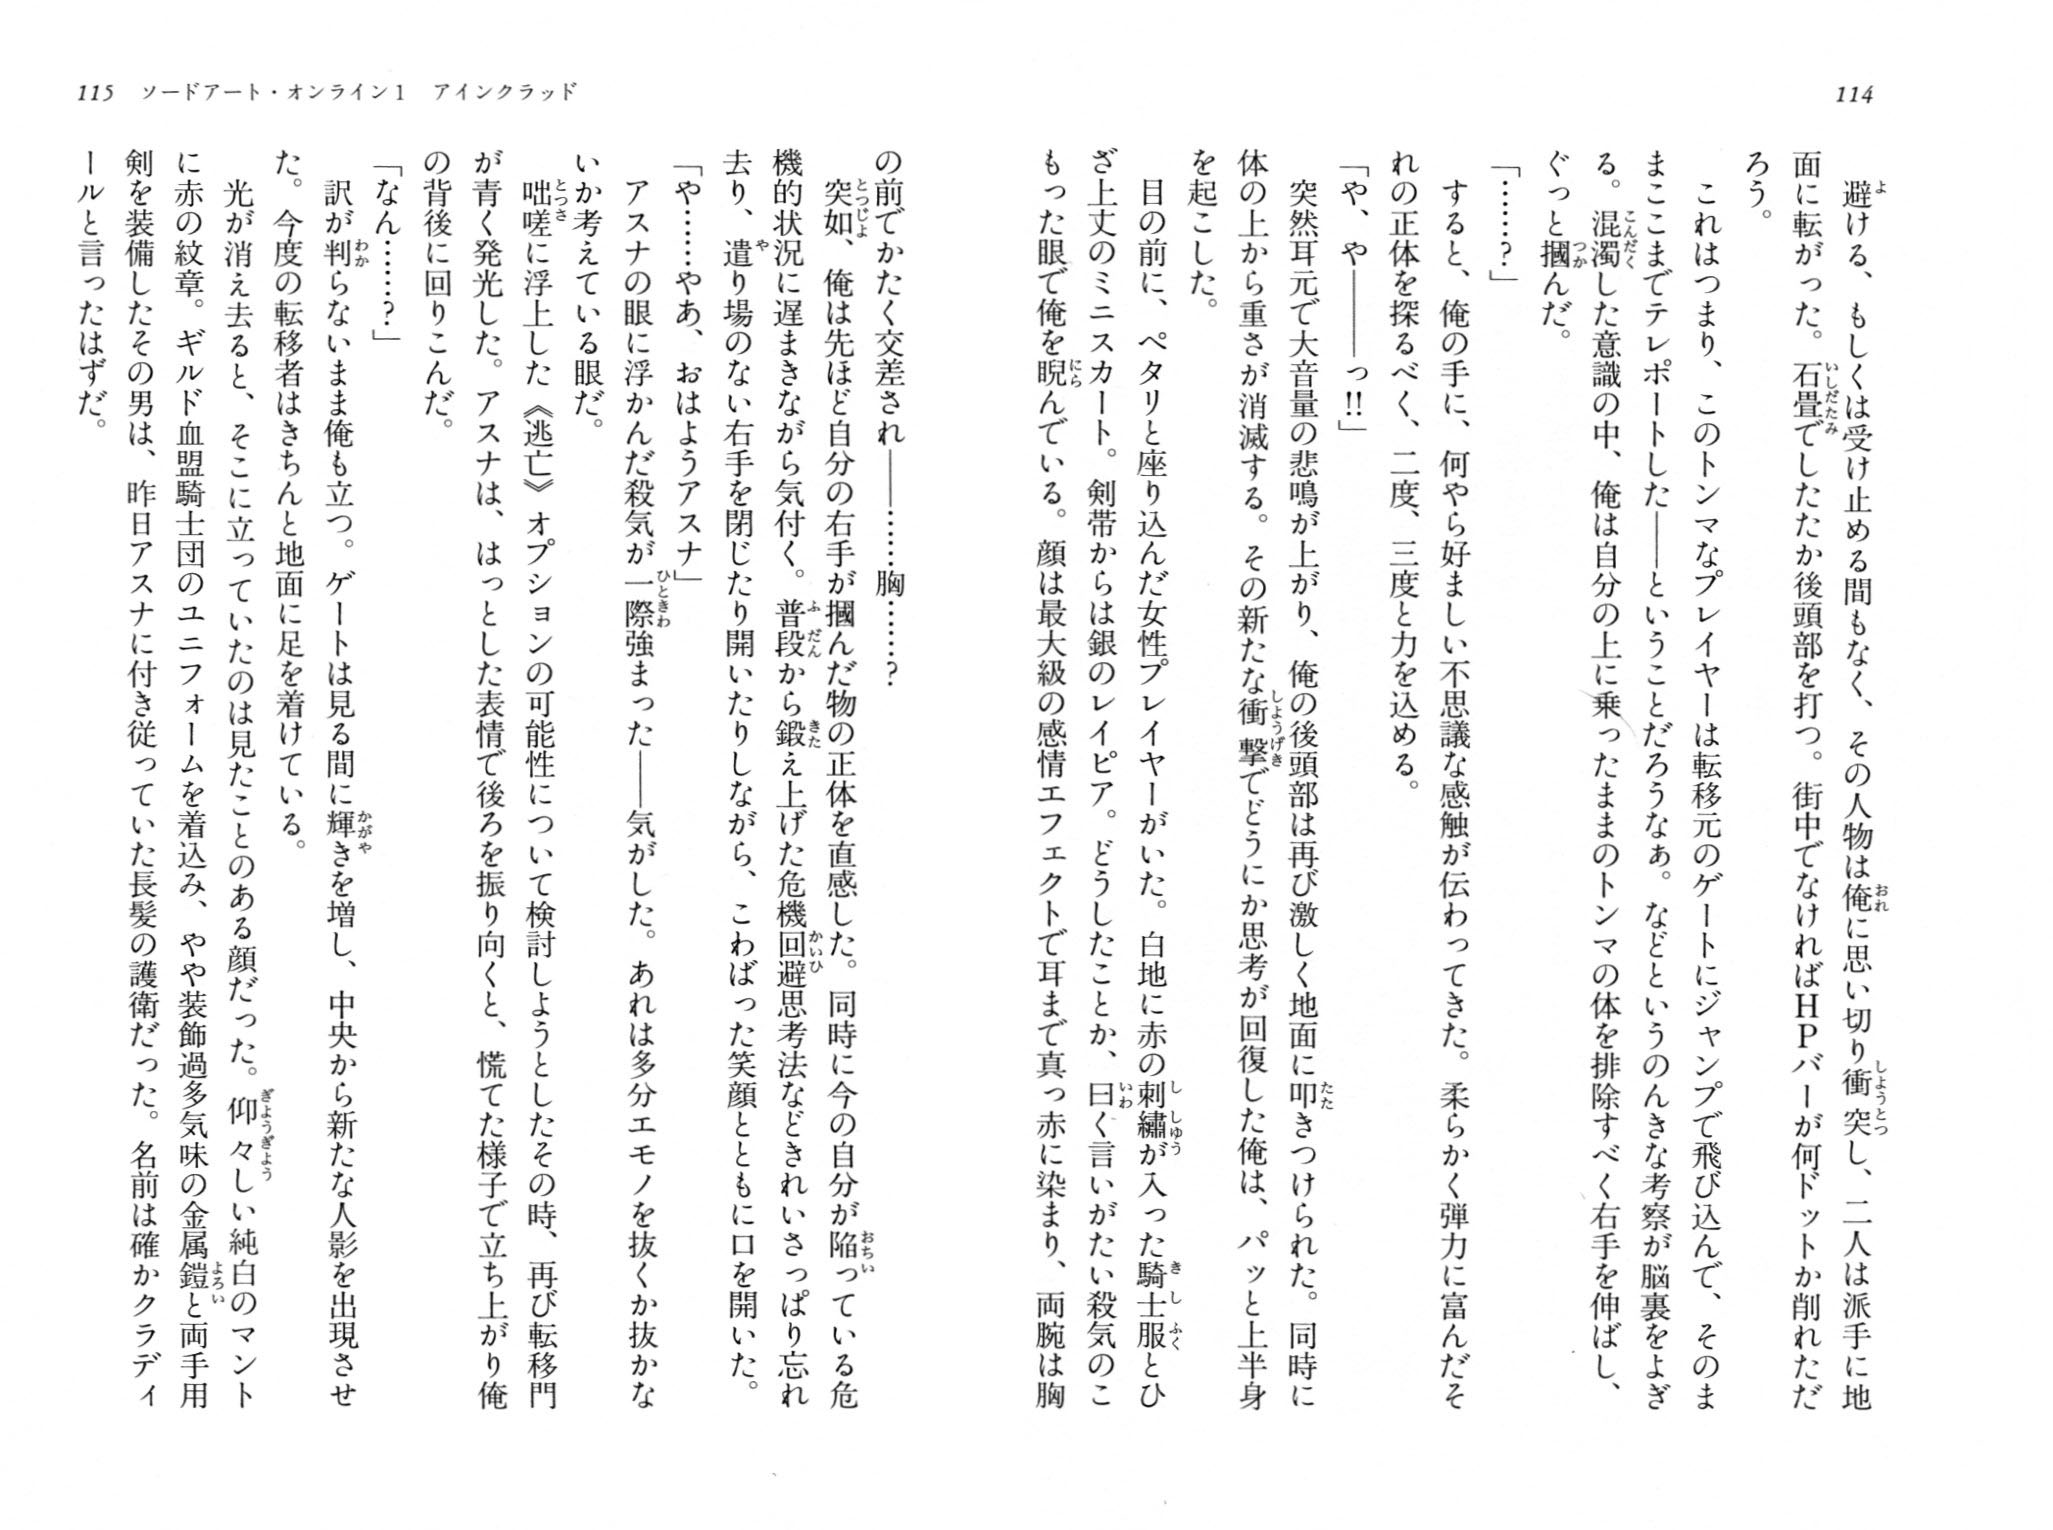 114
避ける、もしくは受け止める間もなく、その人物は俺に思い切り衝突し、二人は派手に地
面に転がった。石畳でしたたか後頭部を打つ。街中でなければHPバーが何ドットか削れただ
ろう。
これはつまり、このトンマなプレイヤーは転移元のゲートにジャンプで飛び込んで、そのま
まここまでテレポートした――ということだろうなぁ。などというのんきな考察が脳裏をよぎ
る。混濁した意識の中、俺は自分の上に乗ったままのトンマの体を排除すべく右手を伸ばし、
ぐっと摑んだ。
「……？」
すると、俺の手に、何やら好ましい不思議な感触が伝わってきた。柔らかく弾力に富んだそ
れの正体を探るべく、二度、三度と力を込める。
「や、や――――っ!!」
突然耳元で大音量の悲鳴が上がり、俺の後頭部は再び激しく地面に叩きつけられた。同時に
体の上から重さが消滅する。その新たな衝撃でどうにか思考が回復した俺は、パッと上半身
を起こした。
目の前に、ペタリと座り込んだ女性プレイヤーがいた。白地に赤の刺繡が入った騎士服とひ
ざ上丈のミニスカート。剣帯からは銀のレイピア。どうしたことか、曰く言いがたい殺気のこ
もった眼で俺を睨んでいる。顔は最大級の感情エフェクトで耳まで真っ赤に染まり、両腕は胸
115 ソードアート・オンライン1 アインクラッド
の前でかたく交差され――……胸……？
突如、俺は先ほど自分の右手が摑んだ物の正体を直感した。同時に今の自分が陥っている危
機的状況に遅まきながら気付く。普段から鍛え上げた危機回避思考法などきれいさっぱり忘れ
去り、遣り場のない右手を閉じたり開いたりしながら、こわばった笑顔とともに口を開いた。
「や……やあ、おはようアスナ」
アスナの眼に浮かんだ殺気が一際強まった――気がした。あれは多分エモノを抜くか抜かな
いか考えている眼だ。
咄嗟に浮上した《逃亡》オプションの可能性について検討しようとしたその時、再び転移門
が青く発光した。アスナは、はっとした表情で後ろを振り向くと、慌てた様子で立ち上がり俺
の背後に回りこんだ。
「なん……？」
訳が判らないまま俺も立つ。ゲートは見る間に輝きを増し、中央から新たな人影を出現させ
た。今度の転移者はきちんと地面に足を着けている。
光が消え去ると、そこに立っていたのは見たことのある顔だった。仰々しい純白のマント
に赤の紋章。ギルド血盟騎士団のユニフォームを着込み、やや装飾過多気味の金属鎧と両手用
剣を装備したその男は、昨日アスナに付き従っていた長髪の護衛だった。名前は確かクラディ
ールと言ったはずだ。